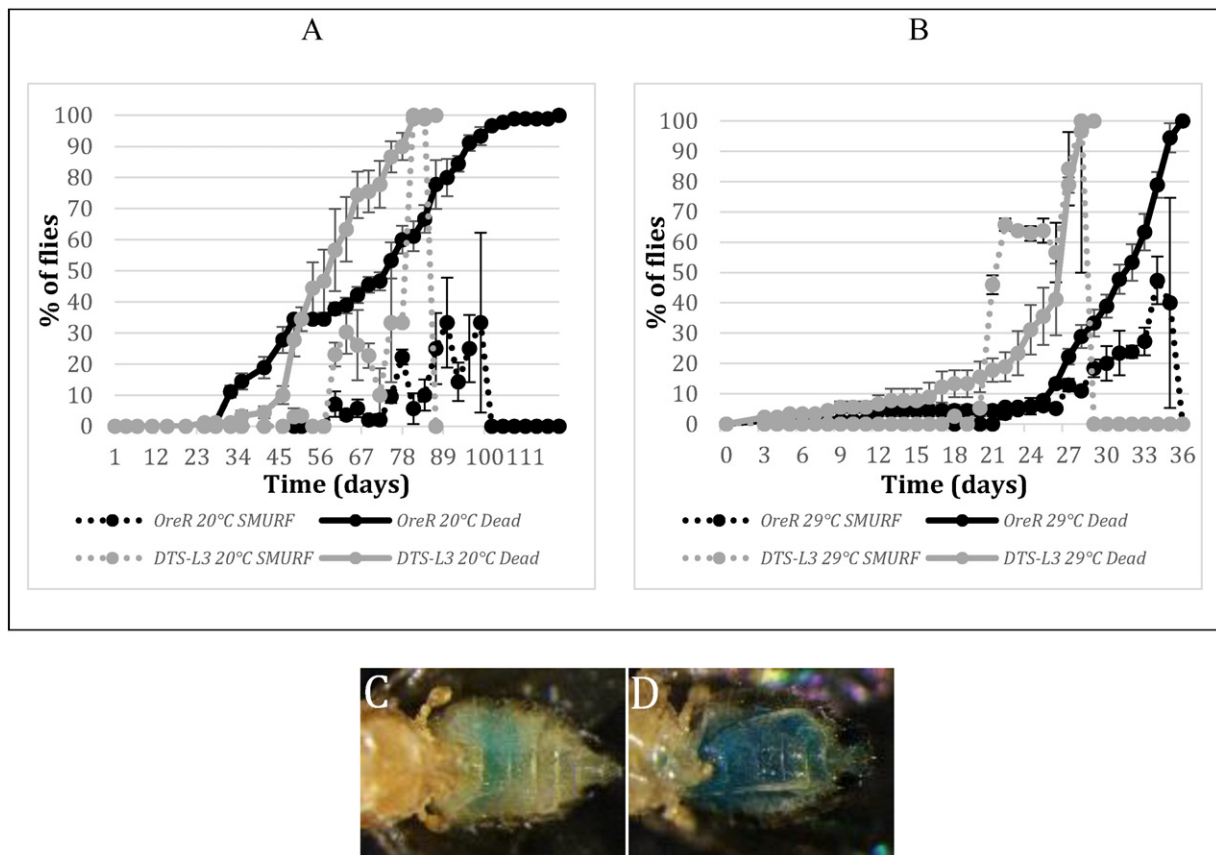 A
B
100
90
80
70
60
50
40
30
20
10
0
% of flies
1 12 23 34 45 56 67 78 89 100 111
Time (days)
OreR 20°C SMURF OreR 20°C Dead
DTS-L3 20°C SMURF DTS-L3 20°C Dead
100
90
80
70
60
50
40
30
20
10
0
% of flies
0 3 6 9 12 15 18 21 24 27 30 33 36
Time (days)
OreR 29°C SMURF OreR 29°C Dead
DTS-L3 29°C SMURF DTS-L3 29°C Dead
C
D